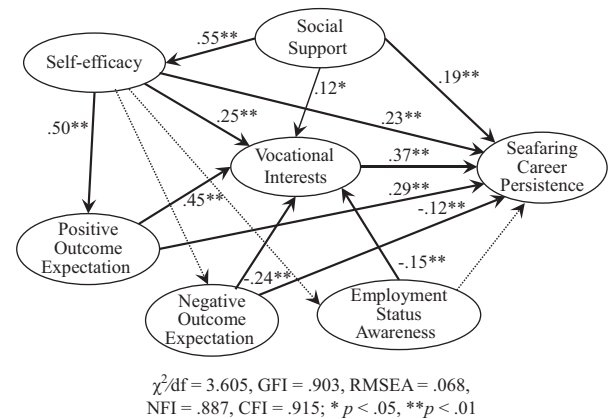 Social
Support
.55**
Self-efficacy
.12*
.19**
.50**
.25**
.23**
Vocational
Interests
.37**
Seafaring
Career
Persistence
.45**
.29**
-.12**
Positive
Outcome
Expectation
-.24**
-.15**
Negative
Outcome
Expectation
Employment
Status
Awareness
χ²/df = 3.605, GFI = .903, RMSEA = .068,
NFI = .887, CFI = .915; * p < .05, **p < .01